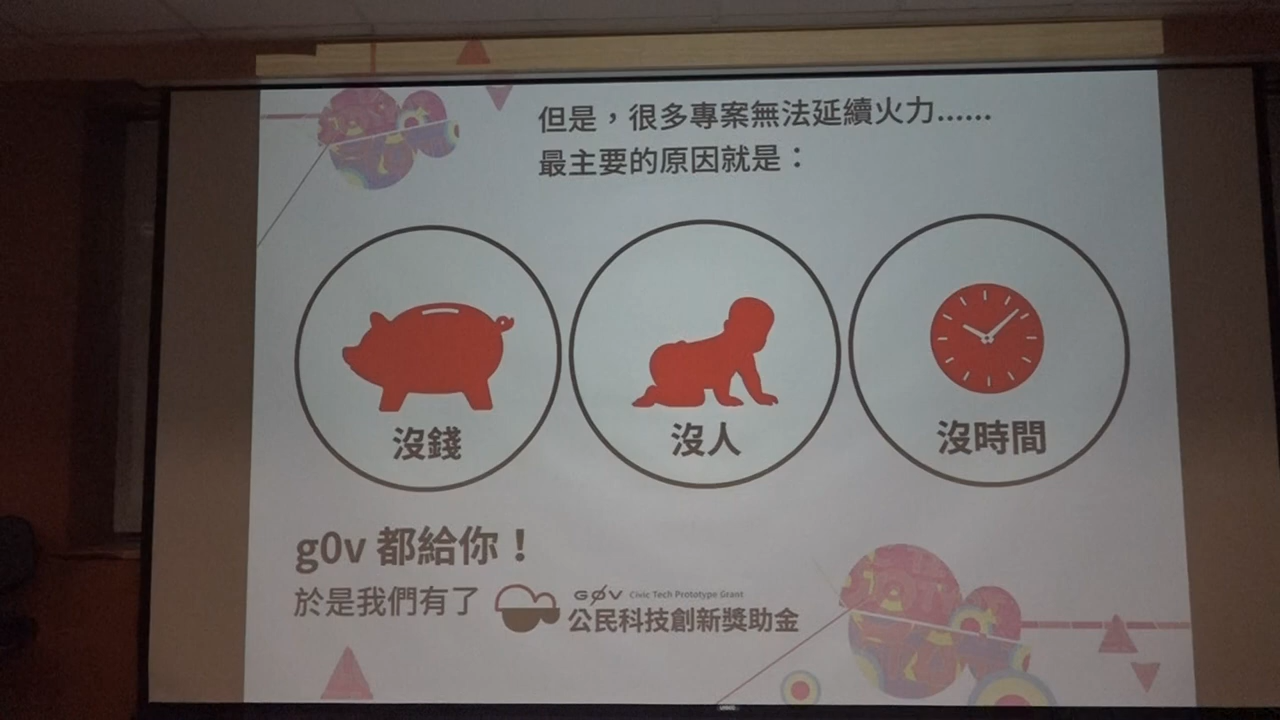 但是，很多專案無法延續火力......
最主要的原因就是：
沒錢
沒人
沒時間
g0v 都給你！
於是我們有了
GØV Civic Tech Prototype Grant
公民科技創新獎助金